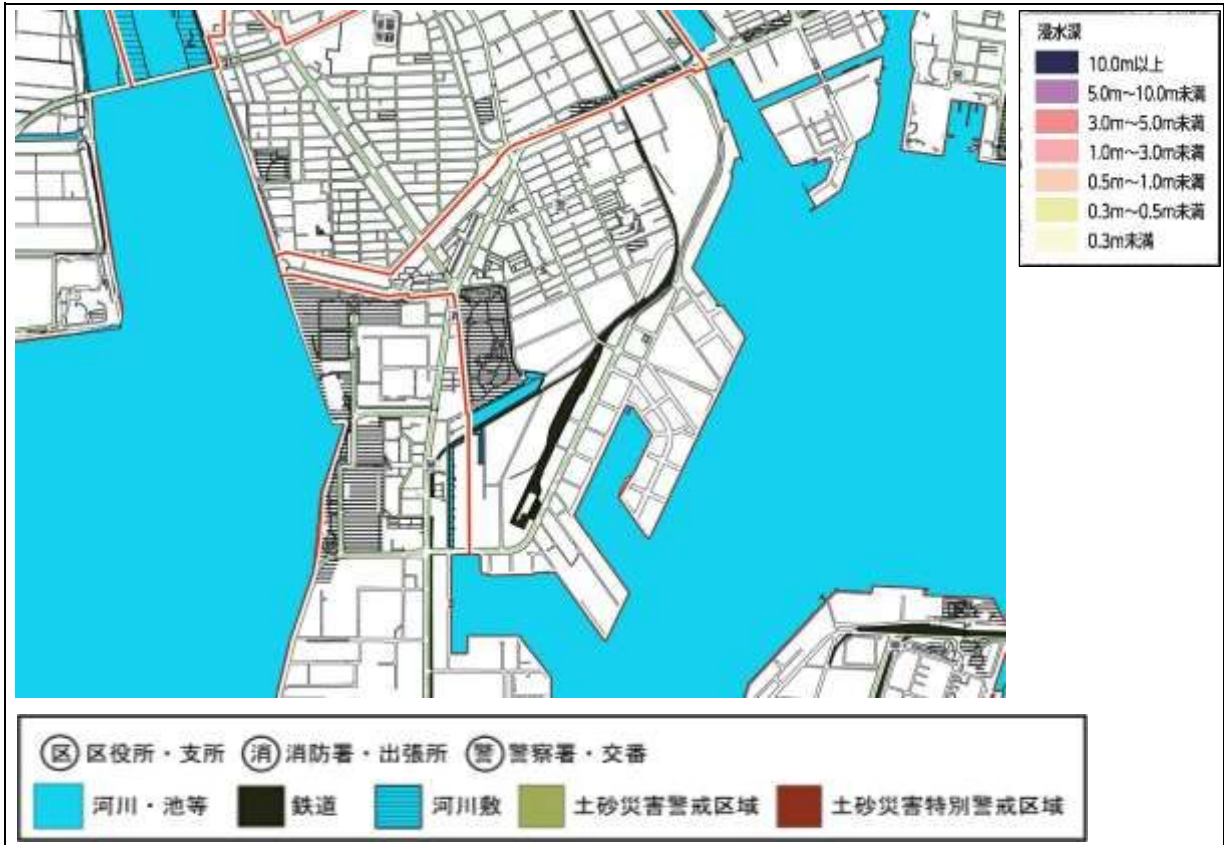 浸水深
10.0m以上
5.0m～10.0m未満
3.0m～5.0m未満
1.0m～3.0m未満
0.5m～1.0m未満
0.3m～0.5m未満
0.3m未満
区 区役所・支所 消 消防署・出張所 警 警察署・交番
河川・池等 鉄道 河川敷 土砂災害警戒区域 土砂災害特別警戒区域